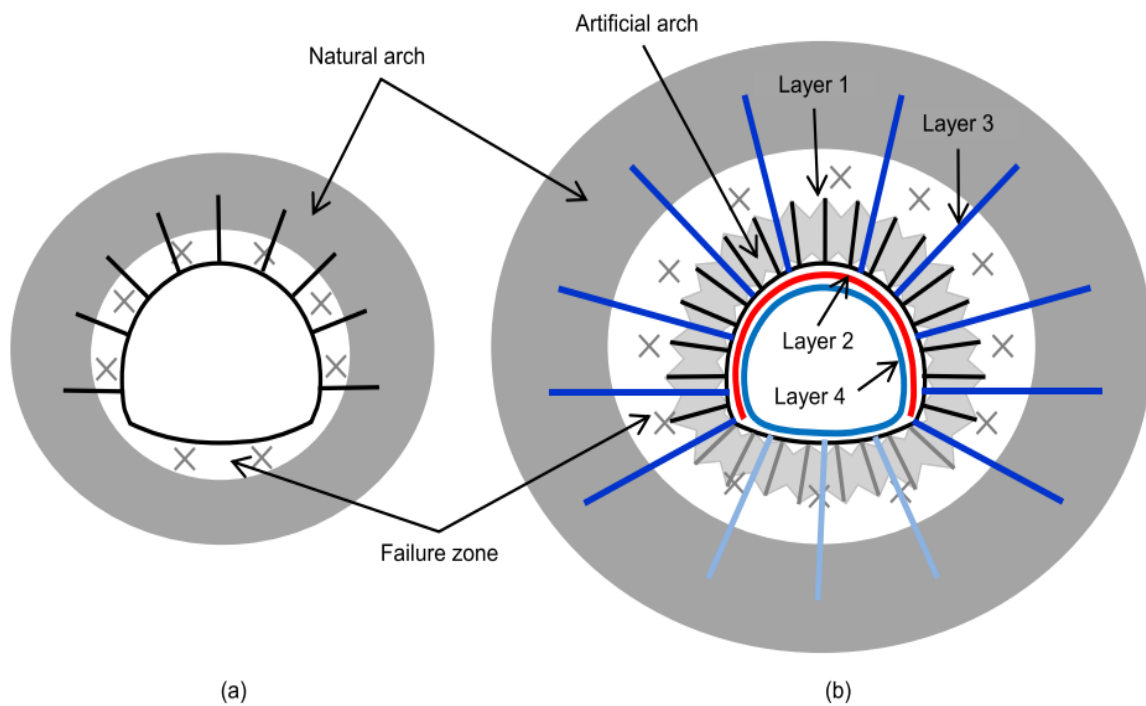 Artificial arch
Natural arch
Layer 1
Layer 3
Layer 2
Layer 4
Failure zone
(a)
(b)